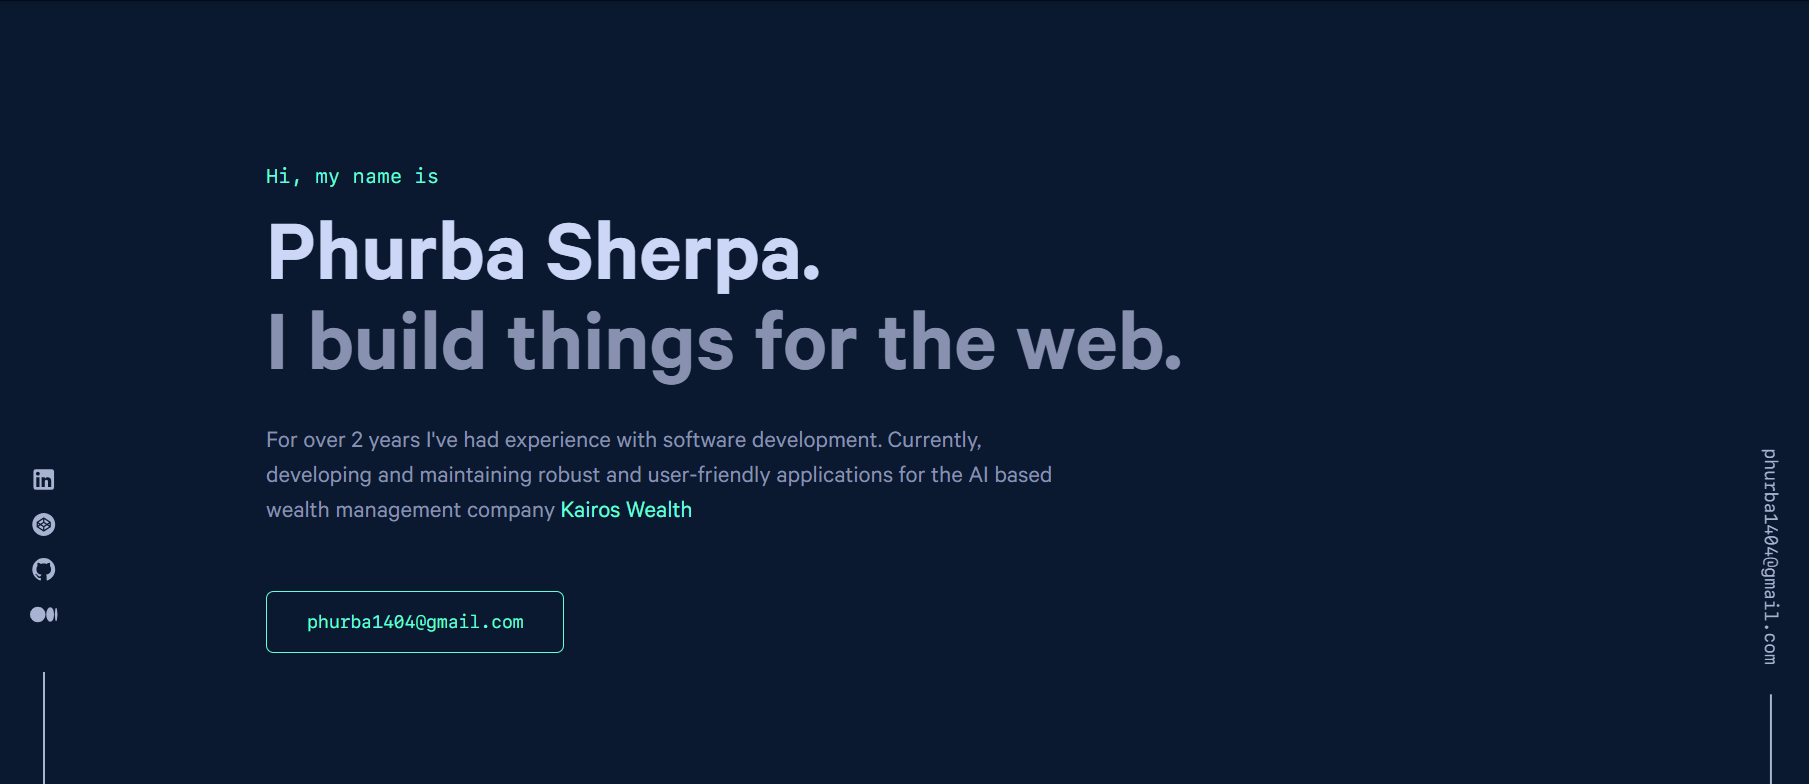 Hi, my name is
Phurba Sherpa.
I build things for the web.
For over 2 years I've had experience with software development. Currently,
developing and maintaining robust and user-friendly applications for the AI based
wealth management company Kairos Wealth
phurba1404@gmail.com
in
phurba1404@gmail.com